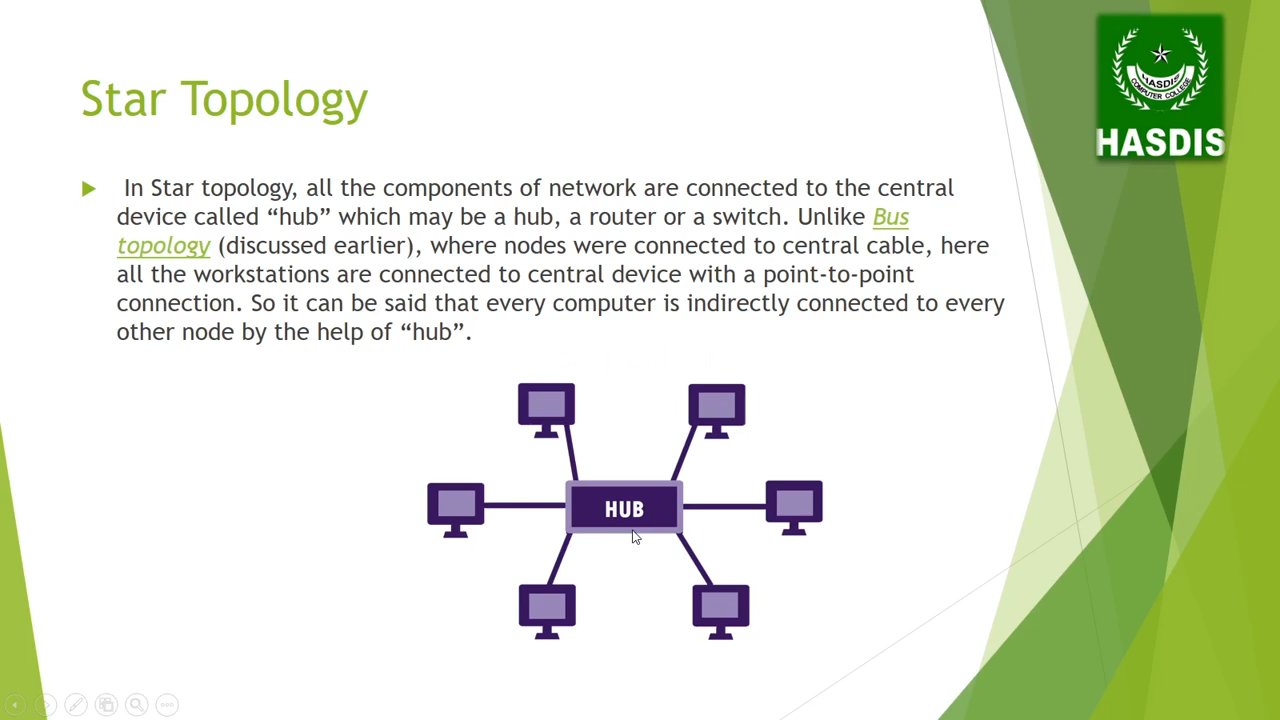 Star Topology
In Star topology, all the components of network are connected to the central
device called “hub” which may be a hub, a router or a switch. Unlike Bus
topology (discussed earlier), where nodes were connected to central cable, here
all the workstations are connected to central device with a point-to-point
connection. So it can be said that every computer is indirectly connected to every
other node by the help of “hub”.
HUB
HASDIS
COMPUTER COLLEGE
HASDIS